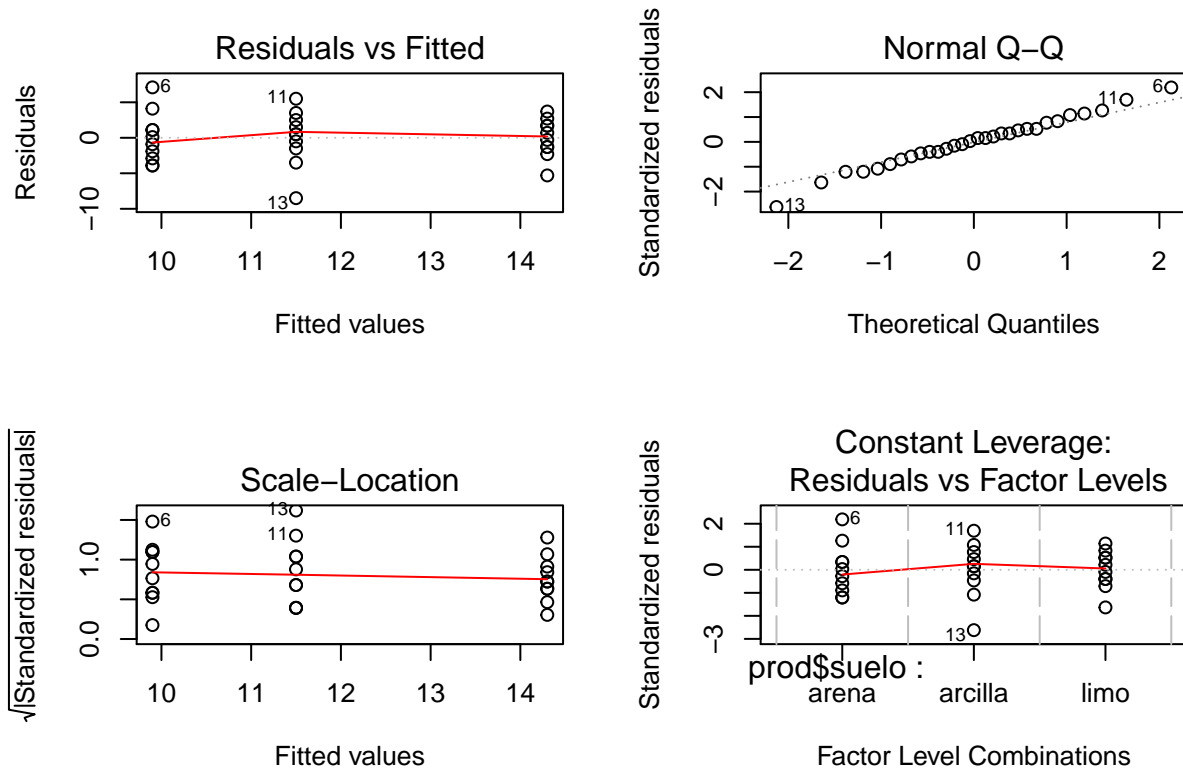 Residuals vs Fitted
Residuals
0
−10
6
11
13
10 11 12 13 14
Fitted values
Normal Q−Q
Standardized residuals
2
0
−2
11
6
13
−2 −1 0 1 2
Theoretical Quantiles
Scale−Location
√|Standardized residuals|
1.0
0.0
6
13
11
10 11 12 13 14
Fitted values
Constant Leverage:
Residuals vs Factor Levels
Standardized residuals
2
0
−3
6
11
13
prod$suelo :
arena arcilla limo
Factor Level Combinations